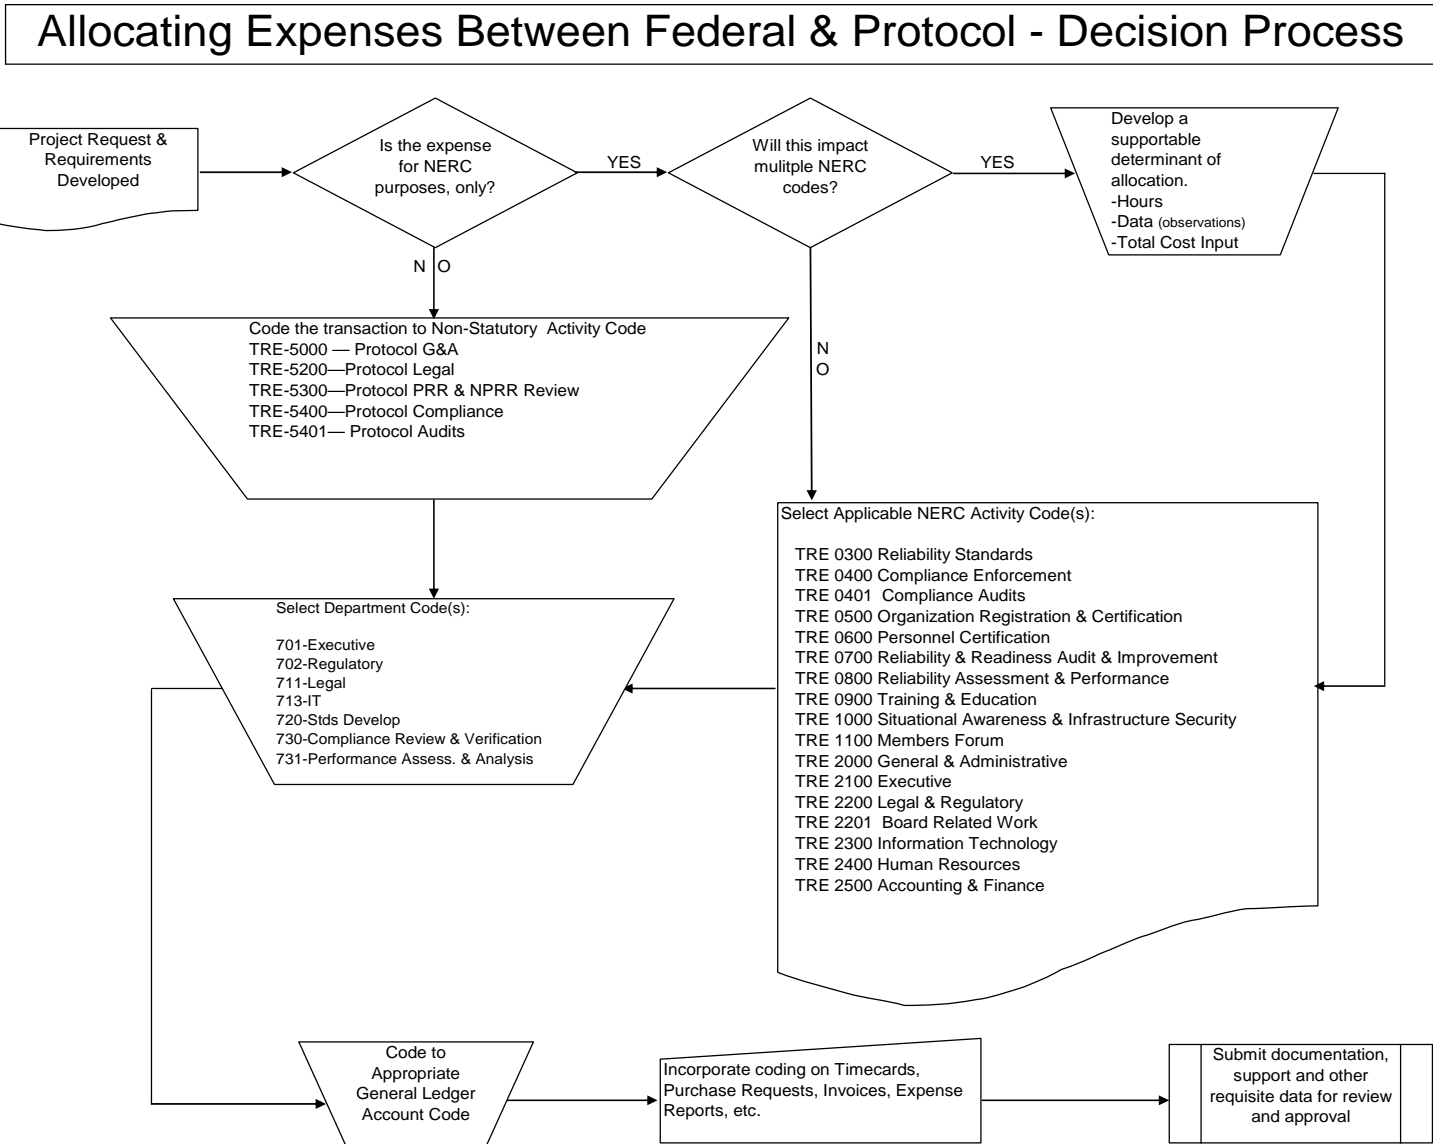 Allocating Expenses Between Federal & Protocol - Decision Process
Project Request &
Requirements
Developed
Is the expense
for NERC
purposes, only?
YES
Will this impact
mulitple NERC
codes?
YES
Develop a
supportable
determinant of
allocation.
-Hours
-Data (observations)
-Total Cost Input
N O
Code the transaction to Non-Statutory  Activity Code
TRE-5000 — Protocol G&A
TRE-5200—Protocol Legal
TRE-5300—Protocol PRR & NPRR Review
TRE-5400—Protocol Compliance
TRE-5401— Protocol Audits
N
O
Select Applicable NERC Activity Code(s):
TRE 0300 Reliability Standards
TRE 0400 Compliance Enforcement
TRE 0401  Compliance Audits
TRE 0500 Organization Registration & Certification
TRE 0600 Personnel Certification
TRE 0700 Reliability & Readiness Audit & Improvement
TRE 0800 Reliability Assessment & Performance
TRE 0900 Training & Education
TRE 1000 Situational Awareness & Infrastructure Security
TRE 1100 Members Forum
TRE 2000 General & Administrative
TRE 2100 Executive
TRE 2200 Legal & Regulatory
TRE 2201  Board Related Work
TRE 2300 Information Technology
TRE 2400 Human Resources
TRE 2500 Accounting & Finance
Select Department Code(s):
701-Executive
702-Regulatory
711-Legal
713-IT
720-Stds Develop
730-Compliance Review & Verification
731-Performance Assess. & Analysis
Code to
Appropriate
General Ledger
Account Code
Incorporate coding on Timecards,
Purchase Requests, Invoices, Expense
Reports, etc.
Submit documentation,
support and other
requisite data for review
and approval